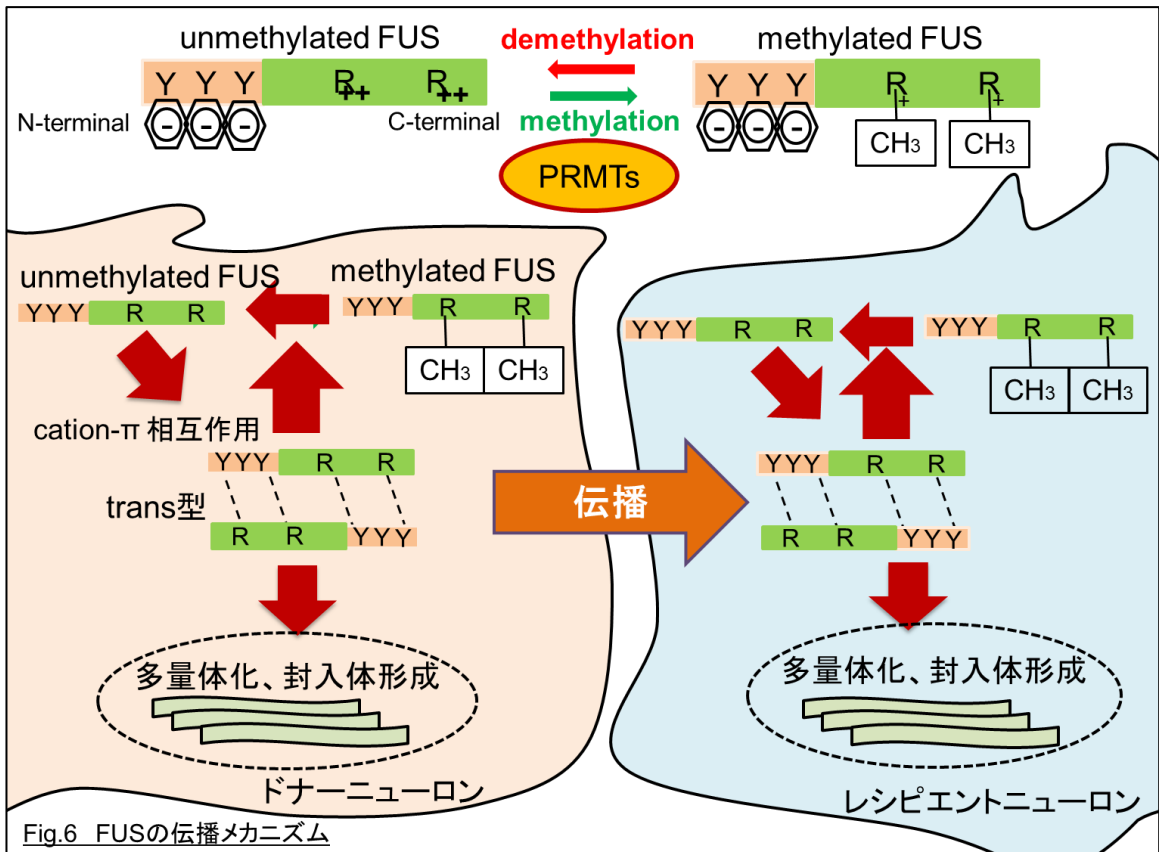 unmethylated FUS
demethylation
methylated FUS
Y Y Y
R
++
R
++
Y Y Y
R
+
R
+
N-terminal
- - -
C-terminal
methylation
- - -
CH3
CH3
PRMTs
unmethylated FUS
methylated FUS
YYY R R
YYY R R
CH3 CH3
cation-π 相互作用
YYY R R
trans型
R R YYY
多量体化、封入体形成
ドナーニューロン
伝播
YYY R R
R R
CH3 CH3
YYY R R
R R YYY
多量体化、封入体形成
レシピエントニューロン
Fig.6 FUSの伝播メカニズム